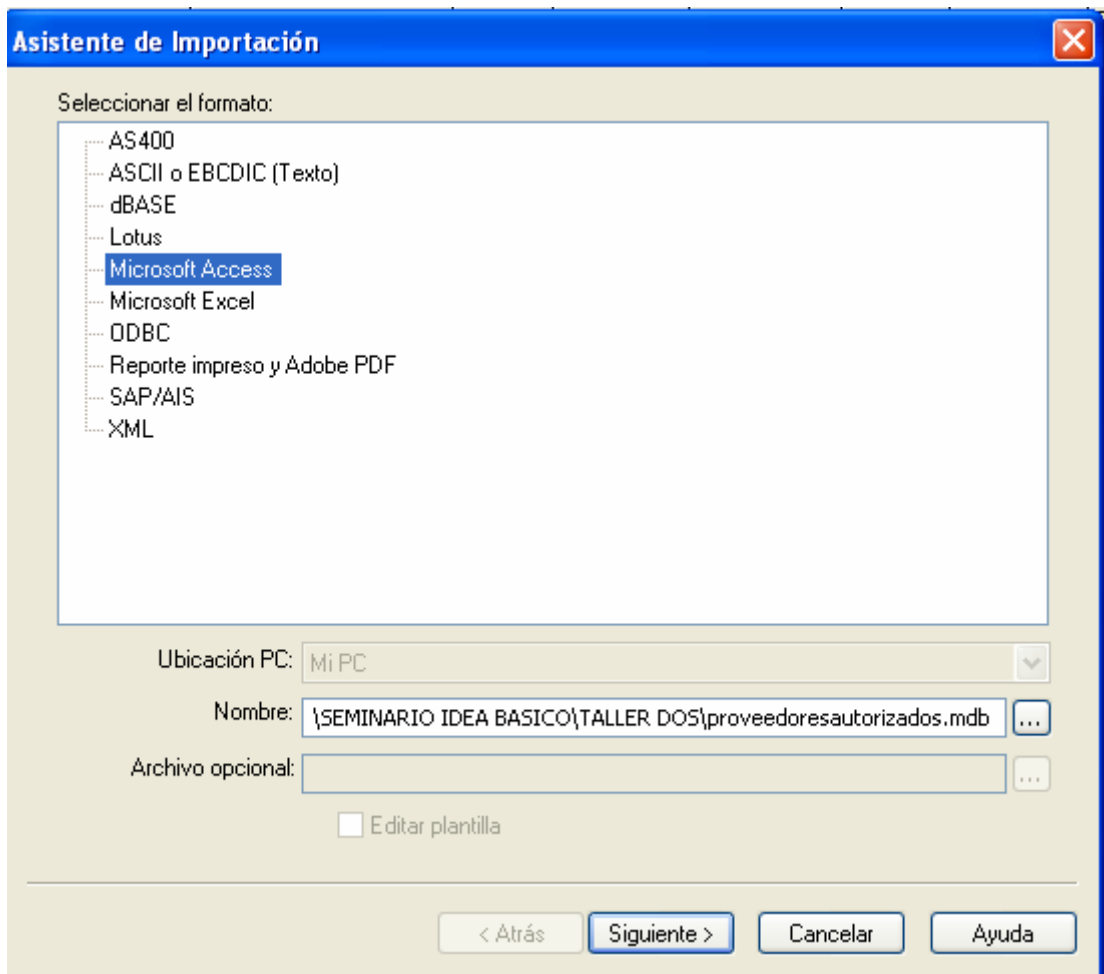 Asistente de Importación
Seleccionar el formato:
AS400
ASCII o EBCDIC (Texto)
dBASE
Lotus
Microsoft Access
Microsoft Excel
ODBC
Reporte impreso y Adobe PDF
SAP/AIS
XML
Ubicación PC: Mi PC
Nombre: \SEMINARIO IDEA BASICO\TALLER DOS\proveedoresautorizados.mdb ...
Archivo opcional: ...
Editar plantilla
< Atrás Siguiente > Cancelar Ayuda